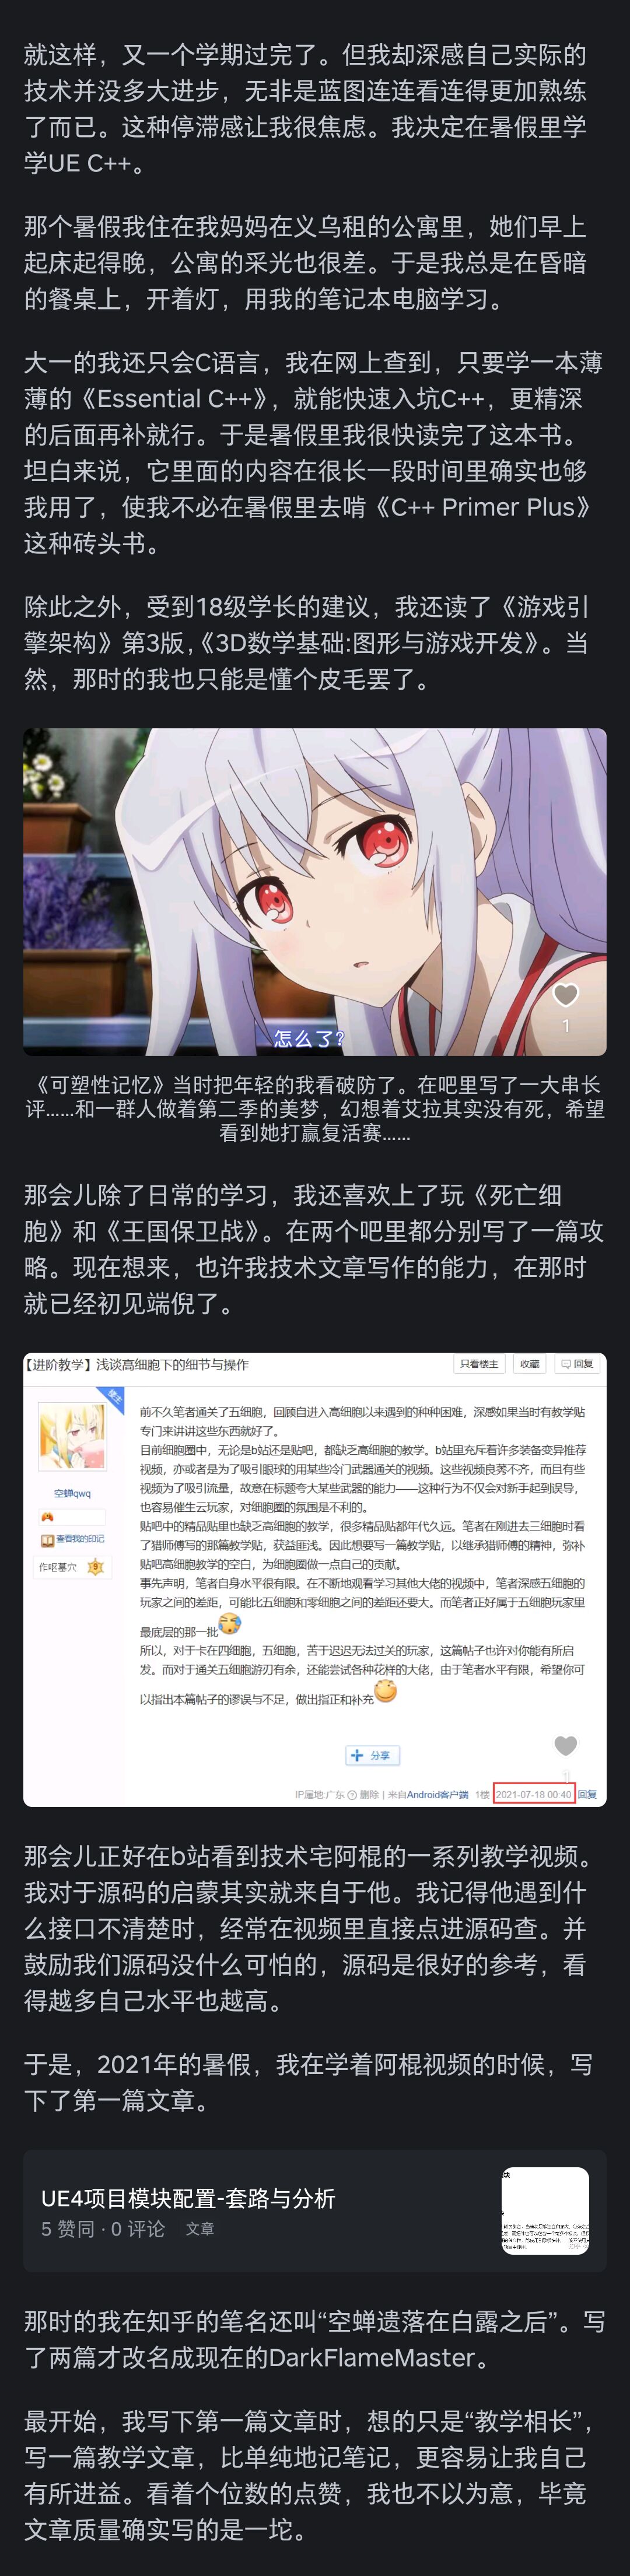 就这样，又一个学期过完了。但我却深感自己实际的
技术并没多大进步，无非是蓝图连连看连得更加熟练
了而已。这种停滞感让我很焦虑。我决定在暑假里学
学UE C++。
那个暑假我住在我妈妈在义乌租的公寓里，她们早上
起床起得晚，公寓的采光也很差。于是我总是在昏暗
的餐桌上，开着灯，用我的笔记本电脑学习。
大一的我还只会C语言，我在网上查到，只要学一本薄
薄的《Essential C++》，就能快速入坑C++，更精深
的后面再补就行。于是暑假里我很快读完了这本书。
坦白来说，它里面的内容在很长一段时间里确实也够
我用了，使我不必在暑假里去啃《C++ Primer Plus》
这种砖头书。
除此之外，受到18级学长的建议，我还读了《游戏引
擎架构》第3版，《3D数学基础:图形与游戏开发》。当
然，那时的我也只能是懂个皮毛罢了。
1
怎么了？
《可塑性记忆》当时把年轻的我看破防了。在吧里写了一大串长
评……和一群人做着第二季的美梦，幻想着艾拉其实没有死，希望
看到她打赢复活赛……
那会儿除了日常的学习，我还喜欢上了玩《死亡细
胞》和《王国保卫战》。在两个吧里都分别写了一篇攻
略。现在想来，也许我技术文章写作的能力，在那时
就已经初见端倪了。
【进阶教学】浅谈高细胞下的细节与操作
只看楼主 收藏 回复
楼主
空蝉qwq
查看我的印记
作呕墓穴 9
前不久笔者通关了五细胞，回顾自进入高细胞以来遇到的种种困难，深感如果当时有教学贴
专门来讲讲这些东西就好了。
目前细胞圈中，无论是b站还是贴吧，都缺乏高细胞的教学。b站里充斥着许多装备变异推荐
视频，亦或者是为了吸引眼球的用某些冷门武器通关的视频。这些视频良莠不齐，而且有些
视频为了吸引流量，故意在标题夸大某些武器的能力——这种行为不仅会对新手起到误导，
也容易催生云玩家，对细胞圈的氛围是不利的。
贴吧中的精品贴里也缺乏高细胞的教学，很多精品贴都年代久远。笔者在刚进去三细胞时看
了猎师傅写的那篇教学贴，获益匪浅。因此想要写一篇教学贴，以继承猎师傅的精神，弥补
贴吧高细胞教学的空白，为细胞圈做一点自己的贡献。
事先声明，笔者自身水平很有限。在不断地观看学习其他大佬的视频中，笔者深感五细胞的
玩家之间的差距，可能比五细胞和零细胞之间的差距还要大。而笔者正好属于五细胞玩家里
最底层的那一批
所以，对于卡在四细胞，五细胞，苦于迟迟无法过关的玩家，这篇帖子也许对你能有所启
发。而对于通关五细胞游刃有余，还能尝试各种花样的大佬，由于笔者水平有限，希望你可
以指出本篇帖子的谬误与不足，做出指正和补充
分享
1
IP属地:广东 删除 | 来自Android客户端 1楼 2021-07-18 00:40 回复
那会儿正好在b站看到技术宅阿棍的一系列教学视频。
我对于源码的启蒙其实就来自于他。我记得他遇到什
么接口不清楚时，经常在视频里直接点进源码查。并
鼓励我们源码没什么可怕的，源码是很好的参考，看
得越多自己水平也越高。
于是，2021年的暑假，我在学着阿棍视频的时候，写
下了第一篇文章。
UE4项目模块配置-套路与分析
5 赞同 · 0 评论 文章
那时的我在知乎的笔名还叫“空蝉遗落在白露之后”。写
了两篇才改名成现在的DarkFlameMaster。
最开始，我写下第一篇文章时，想的只是“教学相长”，
写一篇教学文章，比单纯地记笔记，更容易让我自己
有所进益。看着个位数的点赞，我也不以为意，毕竟
文章质量确实写的是一坨。